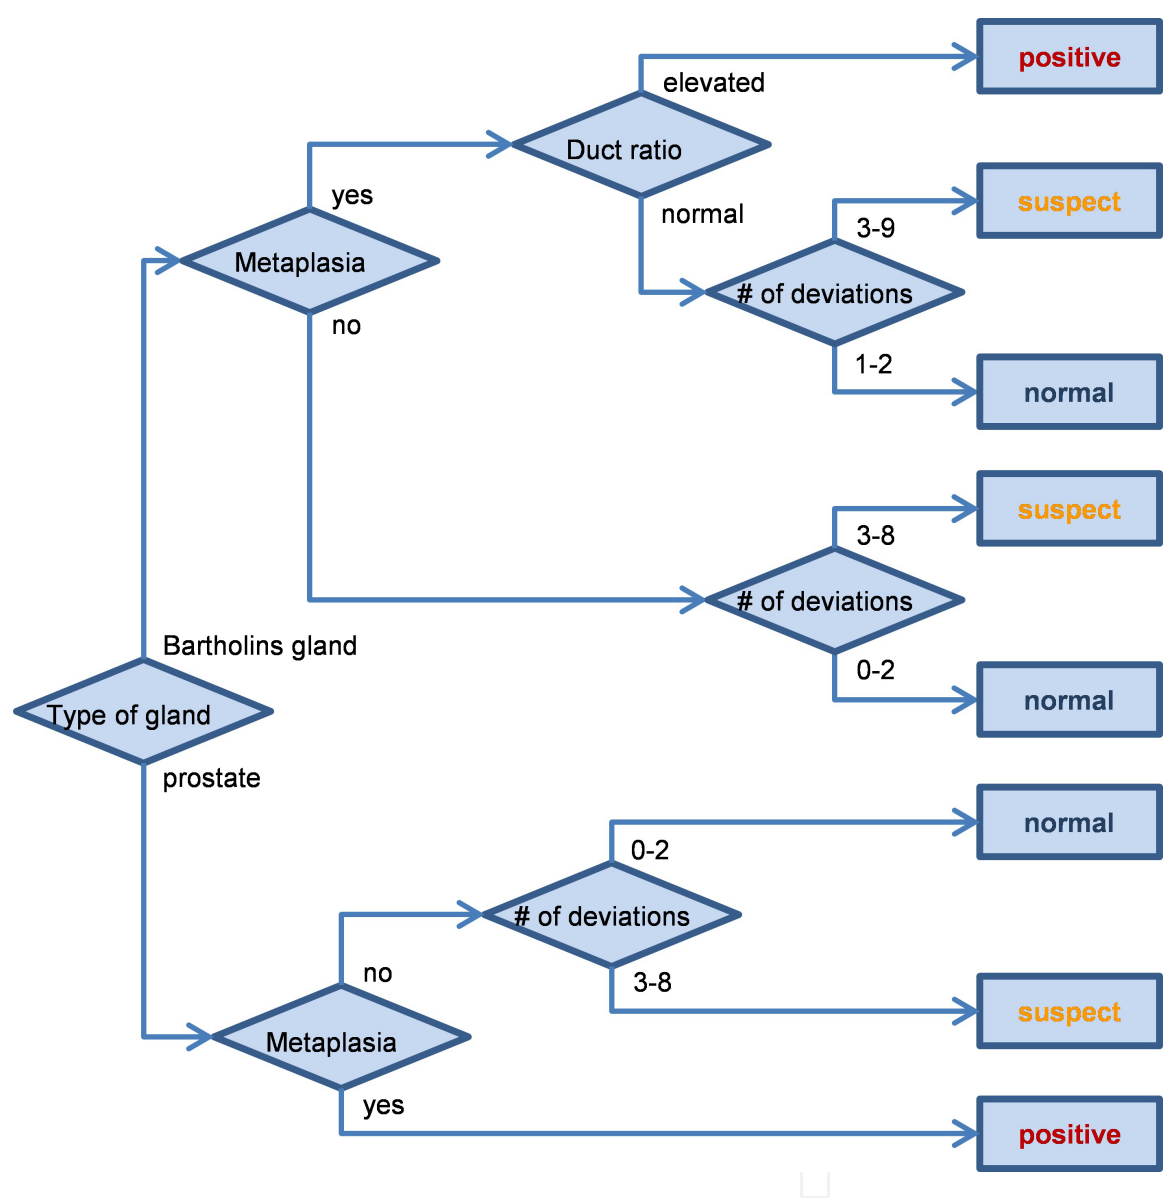 positive
elevated
Duct ratio
yes
suspect
normal
3-9
Metaplasia
# of deviations
no
1-2
normal
suspect
3-8
# of deviations
Bartholins gland
0-2
normal
Type of gland
prostate
normal
0-2
# of deviations
no
3-8
suspect
Metaplasia
yes
positive